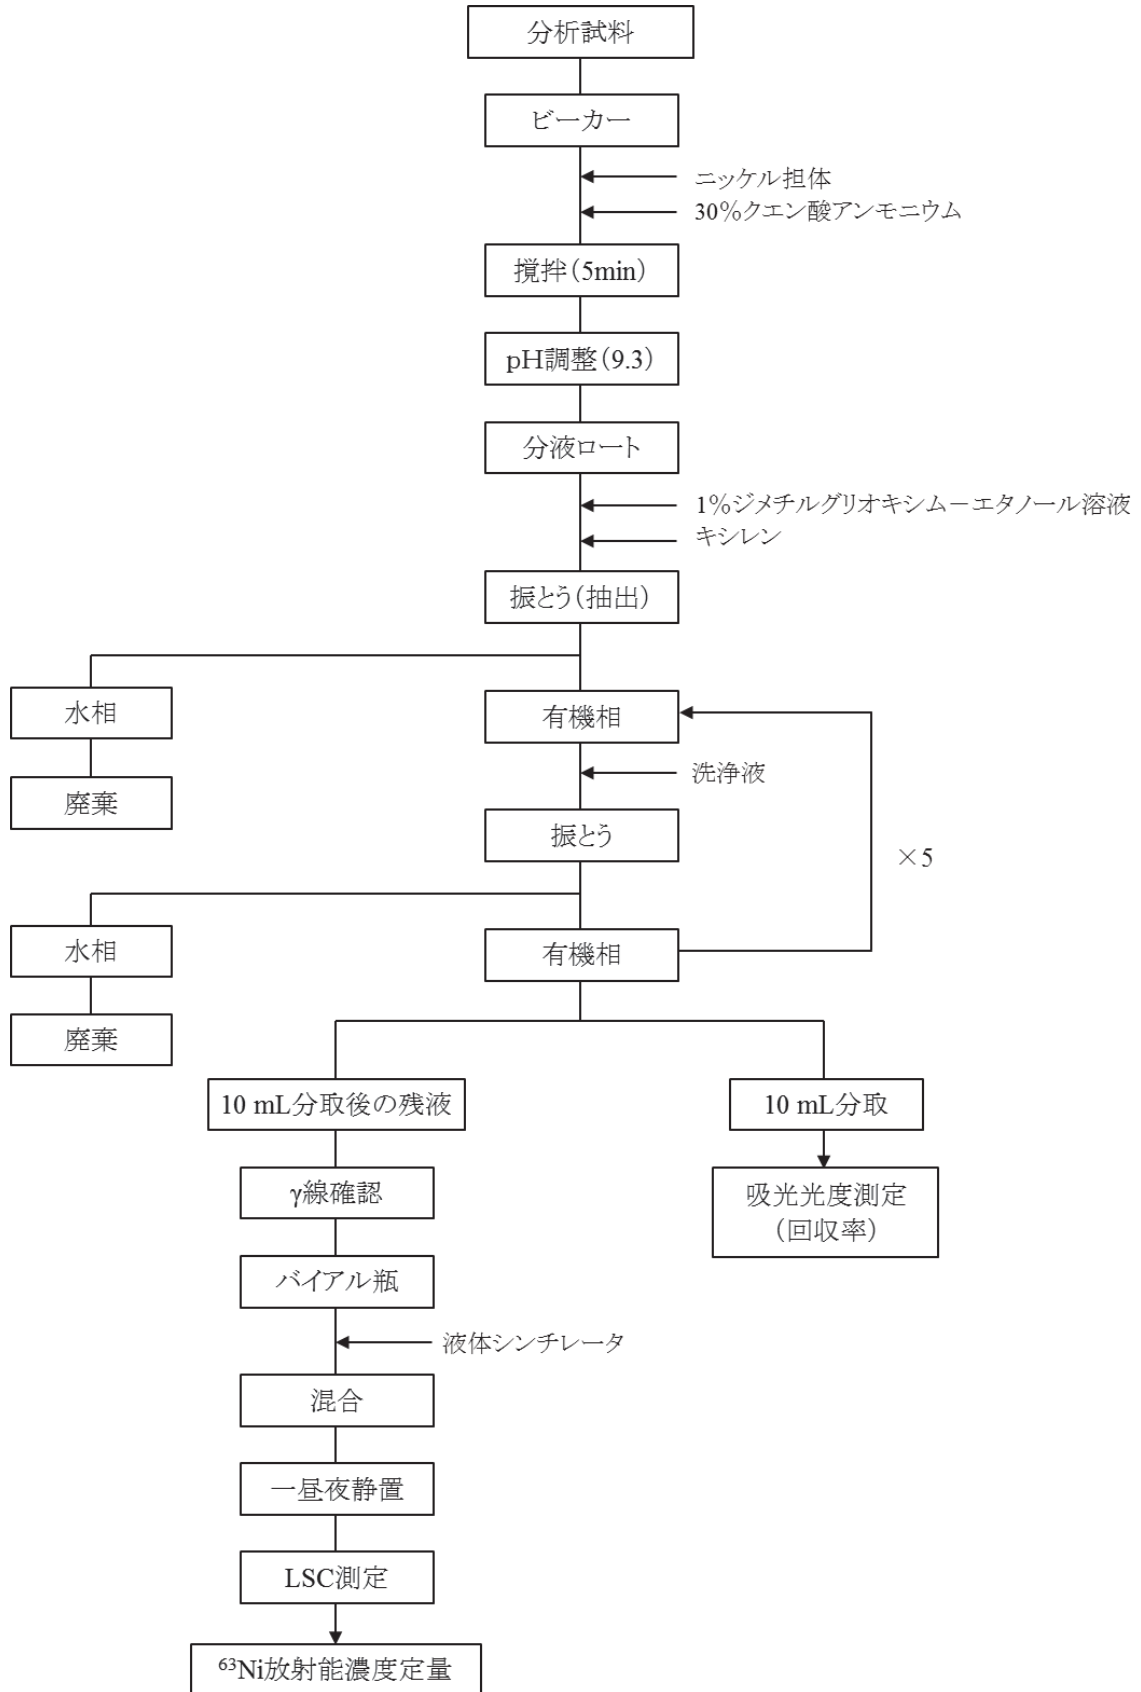 分析試料
ビーカー
ニッケル担体
30%クエン酸アンモニウム
撹拌（5min）
pH調整（9.3）
分液ロート
1%ジメチルグリオキシム－エタノール溶液
キシレン
振とう（抽出）
水相
有機相
洗浄液
廃棄
振とう
×5
水相
有機相
廃棄
10 mL分取後の残液
10 mL分取
γ線確認
吸光光度測定
（回収率）
バイアル瓶
液体シンチレータ
混合
一昼夜静置
LSC測定
⁶³Ni放射能濃度定量